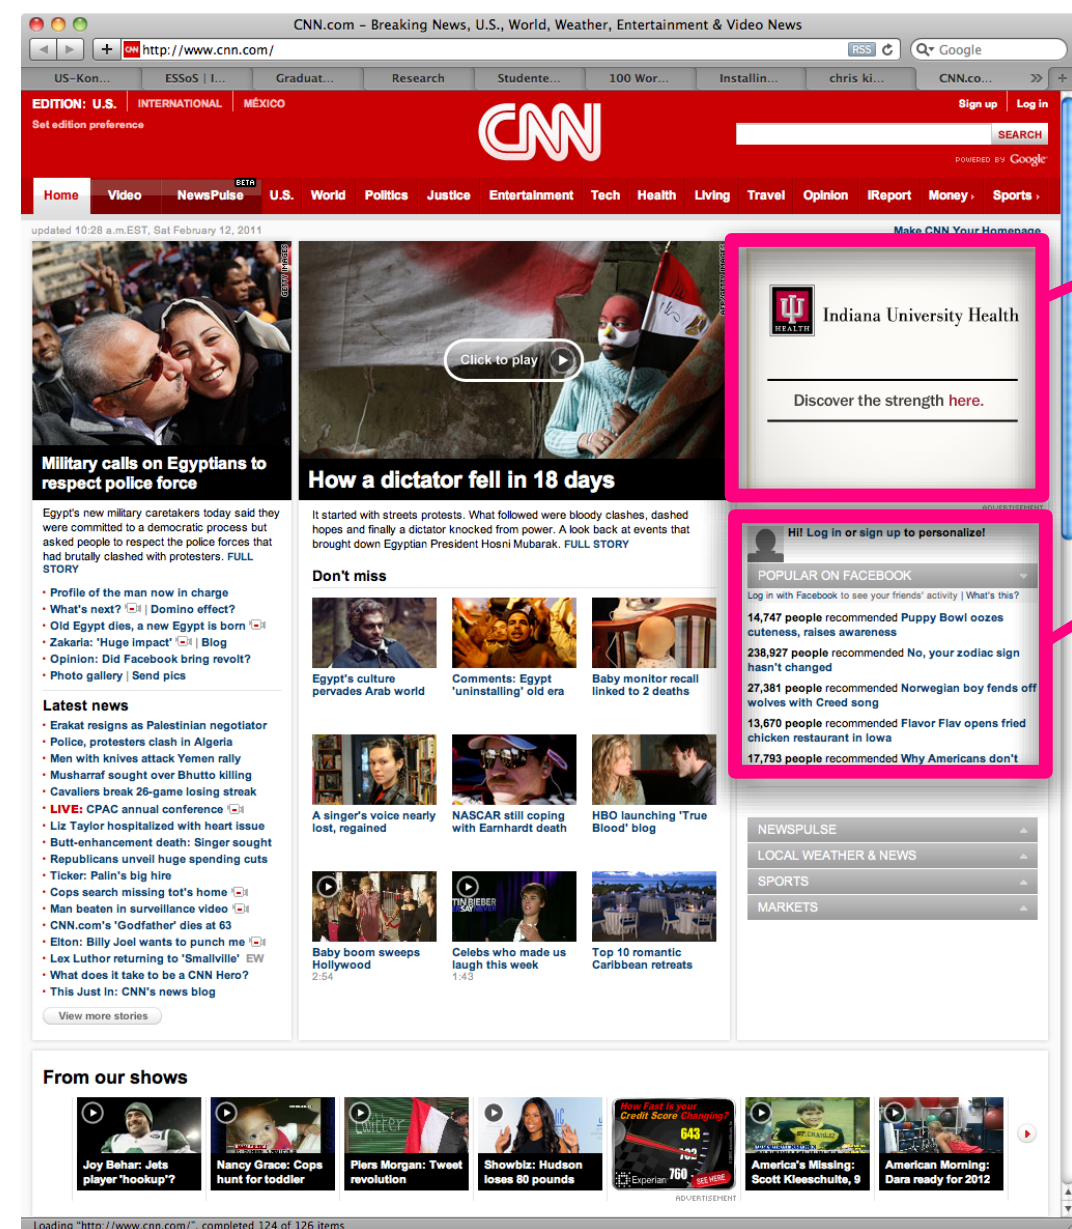 CNN.com – Breaking News, U.S., World, Weather, Entertainment & Video News
http://www.cnn.com/
RSS
Google
US-Kon...
ESSoS | I...
Graduat...
Research
Studente...
100 Wor...
Installin...
chris ki...
CNN.co...
EDITION: U.S.
INTERNATIONAL
MÉXICO
Set edition preference
CNN
Sign up
Log in
SEARCH
POWERED BY Google
Home
Video
NewsPulse
BETA
U.S.
World
Politics
Justice
Entertainment
Tech
Health
Living
Travel
Opinion
iReport
Money ›
Sports ›
updated 10:28 a.m.EST, Sat February 12, 2011
Make CNN Your Homepage
GETTY IMAGES
Military calls on Egyptians to
respect police force
Egypt's new military caretakers today said they
were committed to a democratic process but
asked people to respect the police forces that
had brutally clashed with protesters. FULL
STORY
• Profile of the man now in charge
• What's next? | Domino effect?
• Old Egypt dies, a new Egypt is born
• Zakaria: 'Huge impact' | Blog
• Opinion: Did Facebook bring revolt?
• Photo gallery | Send pics
Latest news
• Erakat resigns as Palestinian negotiator
• Police, protesters clash in Algeria
• Men with knives attack Yemen rally
• Musharraf sought over Bhutto killing
• Cavaliers break 26-game losing streak
• LIVE: CPAC annual conference
• Liz Taylor hospitalized with heart issue
• Butt-enhancement death: Singer sought
• Republicans unveil huge spending cuts
• Ticker: Palin's big hire
• Cops search missing tot's home
• Man beaten in surveillance video
• CNN.com's 'Godfather' dies at 63
• Elton: Billy Joel wants to punch me
• Lex Luthor returning to 'Smallville' EW
• What does it take to be a CNN Hero?
• This Just In: CNN's news blog
View more stories
AFP/GETTY IMAGES
Click to play
How a dictator fell in 18 days
It started with streets protests. What followed were bloody clashes, dashed
hopes and finally a dictator knocked from power. A look back at events that
brought down Egyptian President Hosni Mubarak. FULL STORY
Don't miss
Egypt's culture
pervades Arab world
Comments: Egypt
'uninstalling' old era
Baby monitor recall
linked to 2 deaths
A singer's voice nearly
lost, regained
NASCAR still coping
with Earnhardt death
HBO launching 'True
Blood' blog
TIN BIEBER
SAY NEVER
Baby boom sweeps
Hollywood
2:54
Celebs who made us
laugh this week
1:43
Top 10 romantic
Caribbean retreats
HEALTH
Indiana University Health
Discover the strength here.
ADVERTISEMENT
Hi! Log in or sign up to personalize!
POPULAR ON FACEBOOK
Log in with Facebook to see your friends' activity | What's this?
14,747 people recommended Puppy Bowl oozes
cuteness, raises awareness
238,927 people recommended No, your zodiac sign
hasn't changed
27,381 people recommended Norwegian boy fends off
wolves with Creed song
13,670 people recommended Flavor Flav opens fried
chicken restaurant in Iowa
17,793 people recommended Why Americans don't
NEWSPULSE
LOCAL WEATHER & NEWS
SPORTS
MARKETS
From our shows
Joy Behar: Jets
player 'hookup'?
Nancy Grace: Cops
hunt for toddler
twitter
Piers Morgan: Tweet
revolution
Showbiz: Hudson
loses 80 pounds
How Fast is your
Credit Score Changing?
643
702
760
Experian
SEE HERE
ADVERTISEMENT
America's Missing:
Scott Kleeschulte, 9
American Morning:
Dara ready for 2012
Loading "http://www.cnn.com/", completed 124 of 126 items